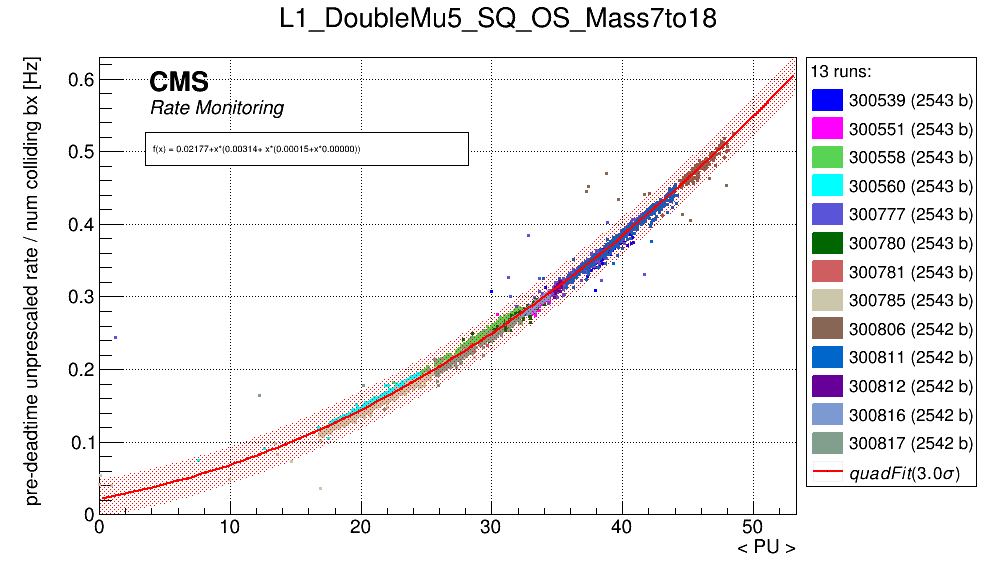 L1_DoubleMu5_SQ_OS_Mass7to18
pre-deadtime unprescaled rate / num colliding bx [Hz]
0.6
0.5
0.4
0.3
0.2
0.1
0
CMS
Rate Monitoring
f(x) = 0.02177+x*(0.00314+ x*(0.00015+x*0.00000))
0 10 20 30 40 50
< PU >
13 runs:
300539 (2543 b)
300551 (2543 b)
300558 (2543 b)
300560 (2543 b)
300777 (2543 b)
300780 (2543 b)
300781 (2543 b)
300785 (2543 b)
300806 (2542 b)
300811 (2542 b)
300812 (2542 b)
300816 (2542 b)
300817 (2542 b)
quadFit(3.0σ)